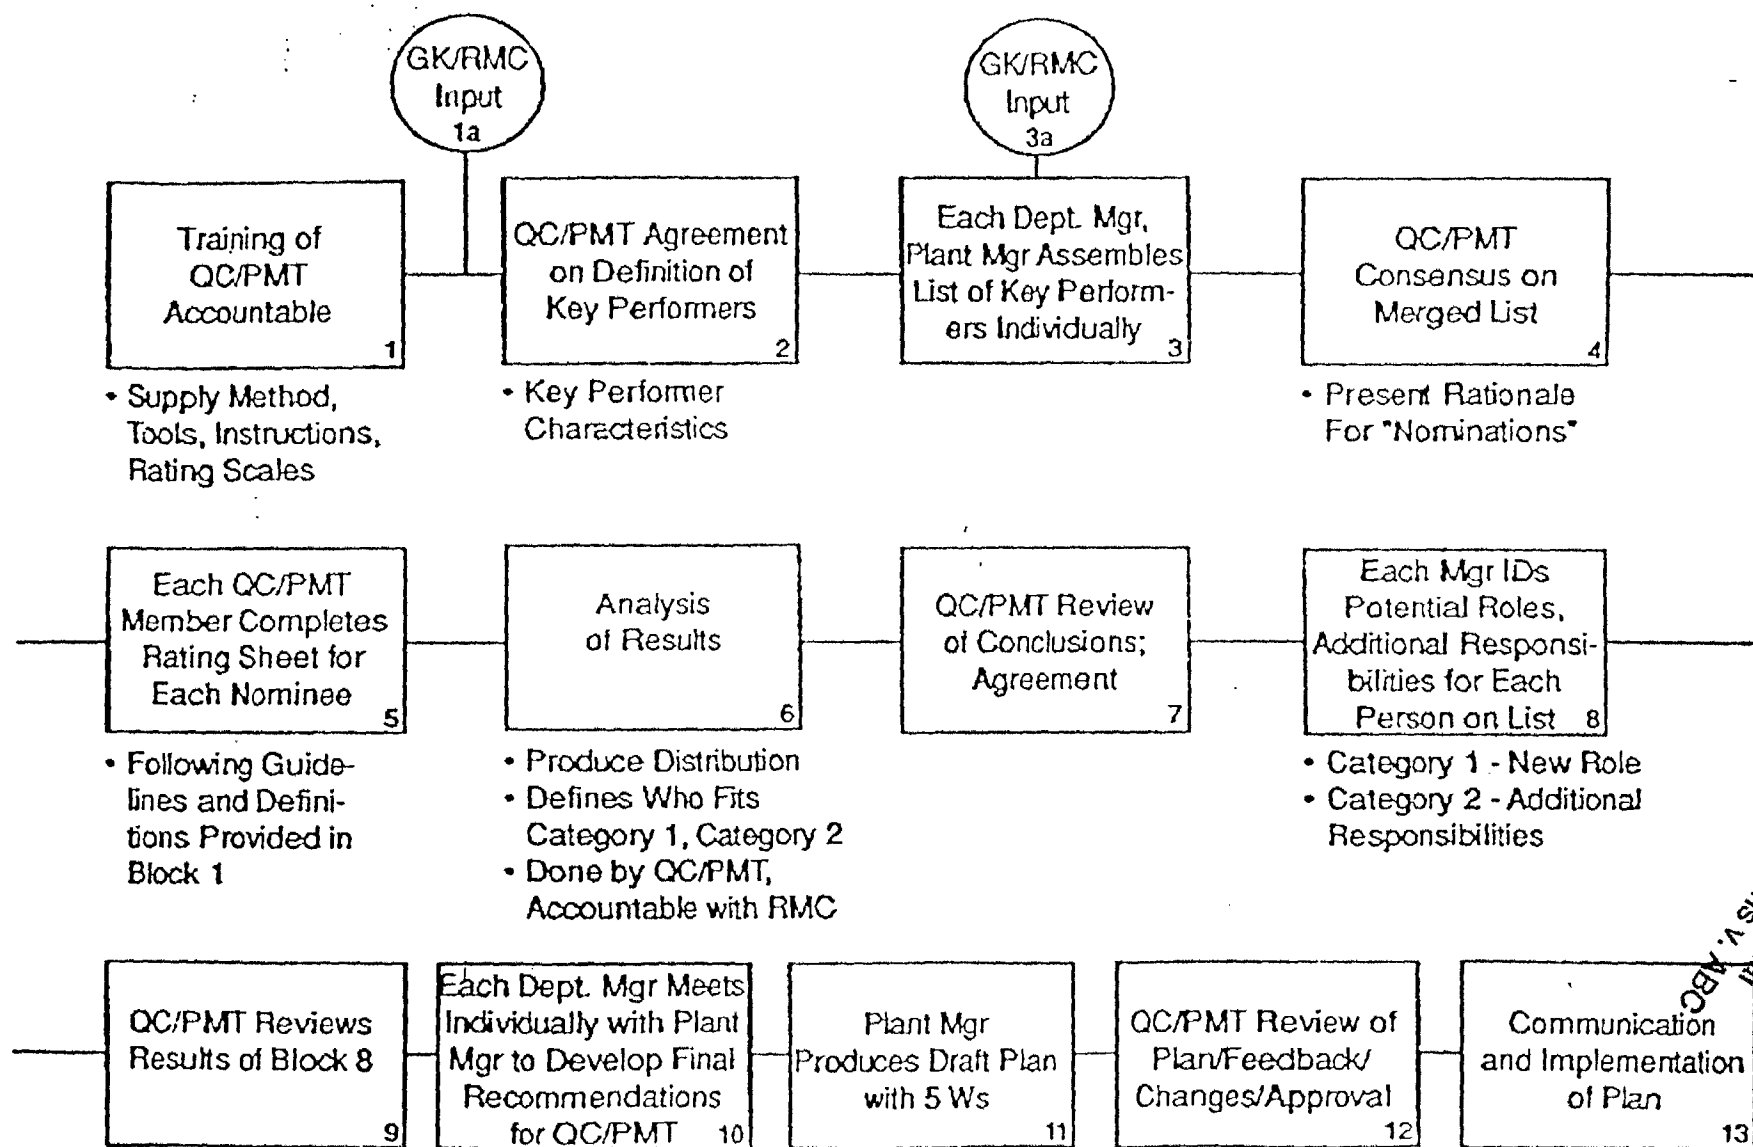 GK/RMC
Input
1a
GK/RMC
Input
3a
Training of
QC/PMT
Accountable
1
QC/PMT Agreement
on Definition of
Key Performers
2
Each Dept. Mgr,
Plant Mgr Assembles
List of Key Perform-
ers Individually
3
QC/PMT
Consensus on
Merged List
4
• Supply Method,
Tools, Instructions,
Rating Scales
• Key Performer
Characteristics
• Present Rationale
For "Nominations"
Each QC/PMT
Member Completes
Rating Sheet for
Each Nominee
5
Analysis
of Results
6
QC/PMT Review
of Conclusions;
Agreement
7
Each Mgr IDs
Potential Roles,
Additional Responsi-
bilities for Each
Person on List 8
• Following Guide-
lines and Defini-
tions Provided in
Block 1
• Produce Distribution
• Defines Who Fits
Category 1, Category 2
• Done by QC/PMT,
Accountable with RMC
• Category 1 - New Role
• Category 2 - Additional
Responsibilities
QC/PMT Reviews
Results of Block 8
9
Each Dept. Mgr Meets
Individually with Plant
Mgr to Develop Final
Recommendations
for QC/PMT 10
Plant Mgr
Produces Draft Plan
with 5 Ws
11
QC/PMT Review of
Plan/Feedback/
Changes/Approval
12
Communication
and Implementation
of Plan
13
v. ABC